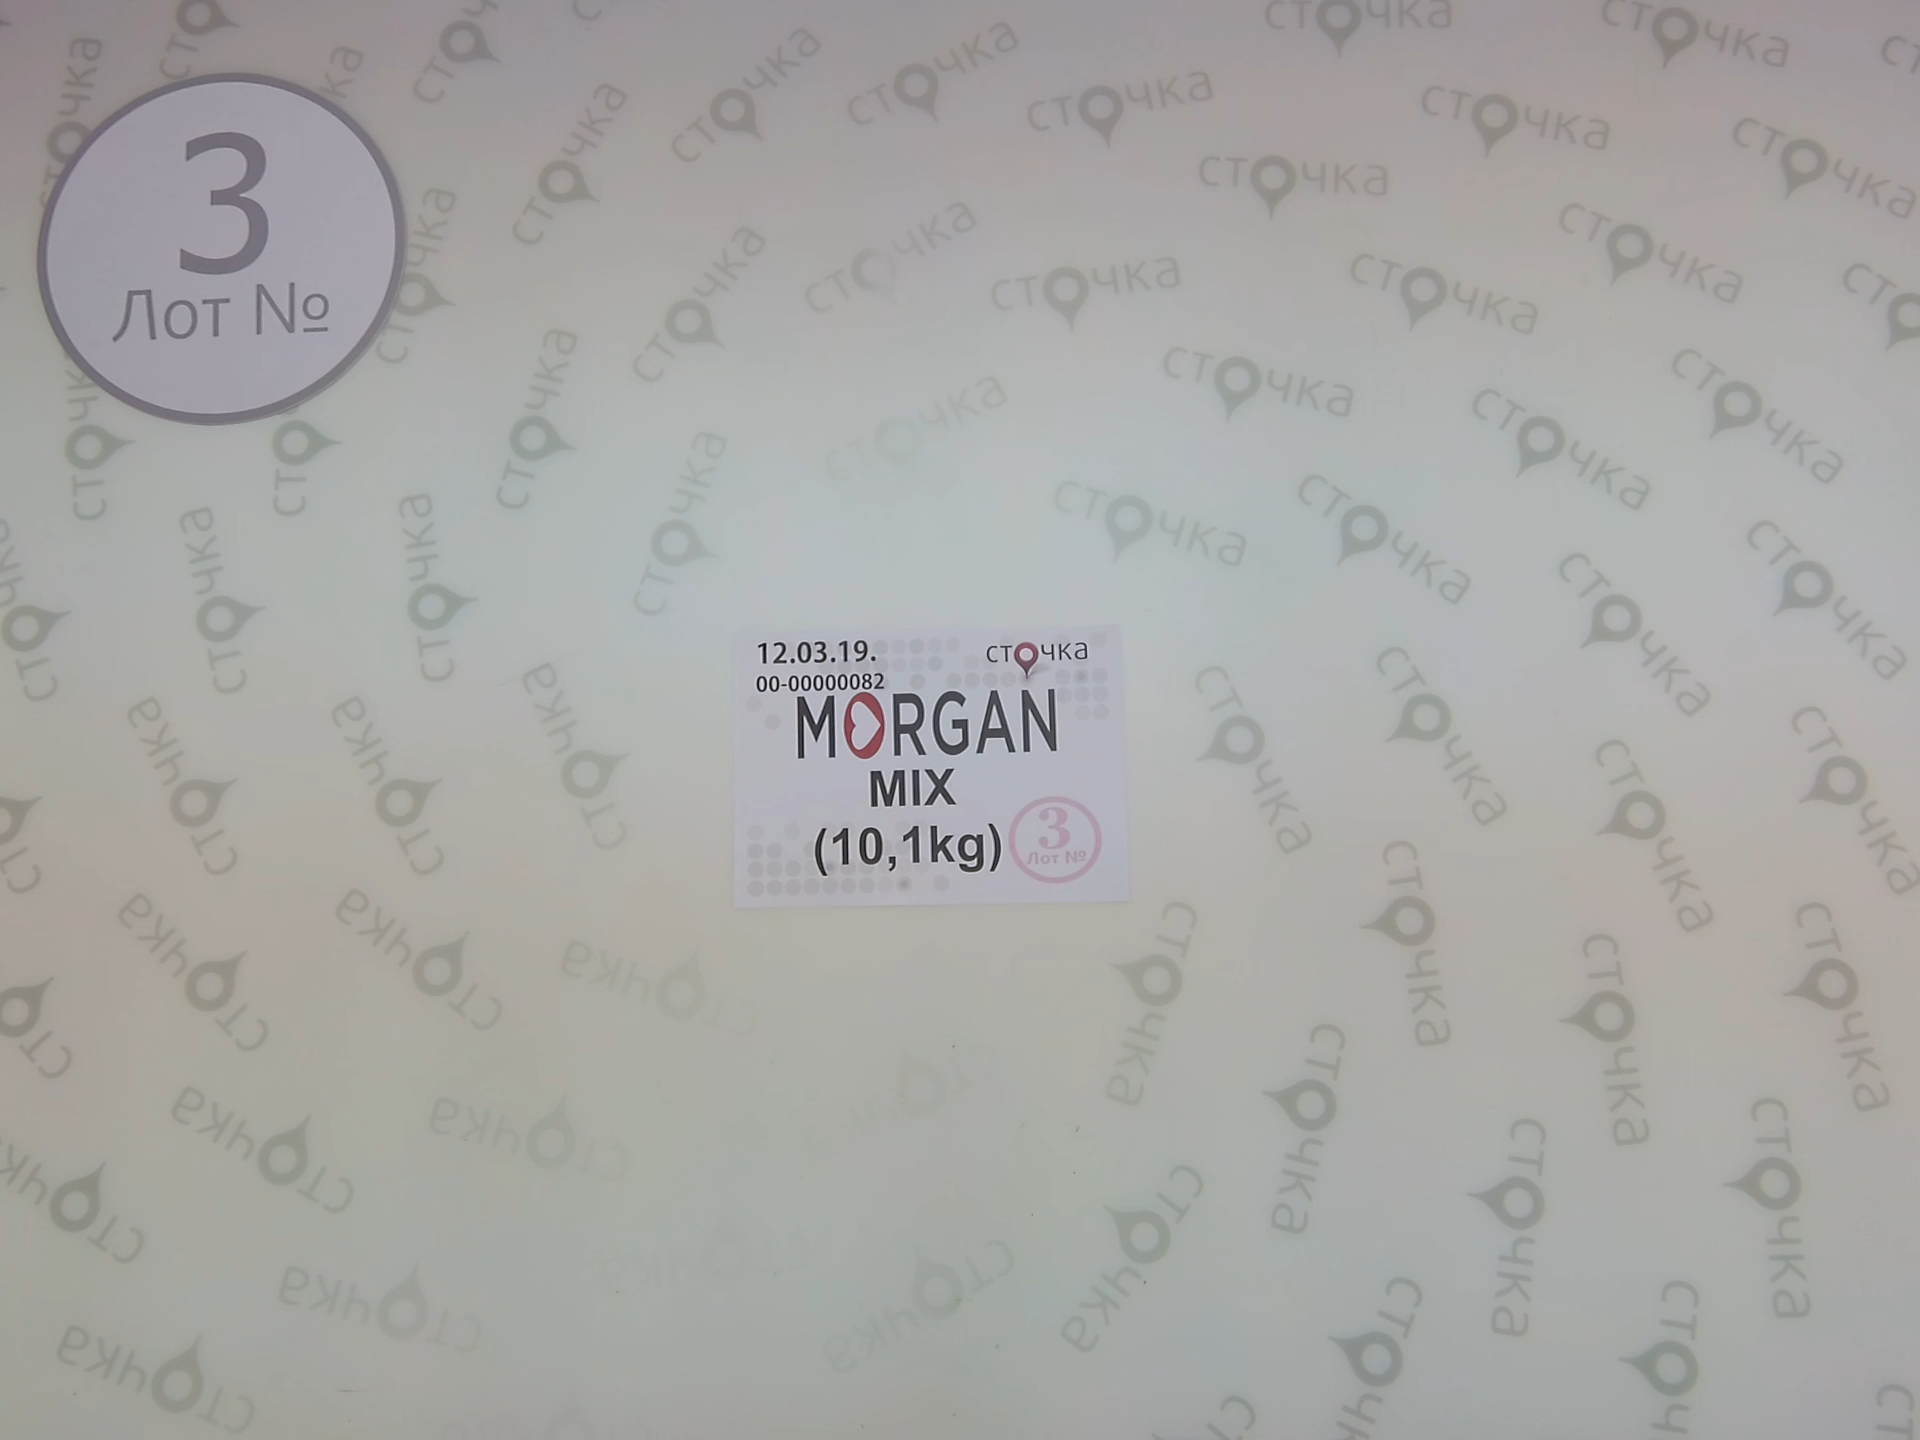 3
Лот №
12.03.19.
сточка
00-00000082
MORGAN
MIX
(10,1kg)
3
Лот №